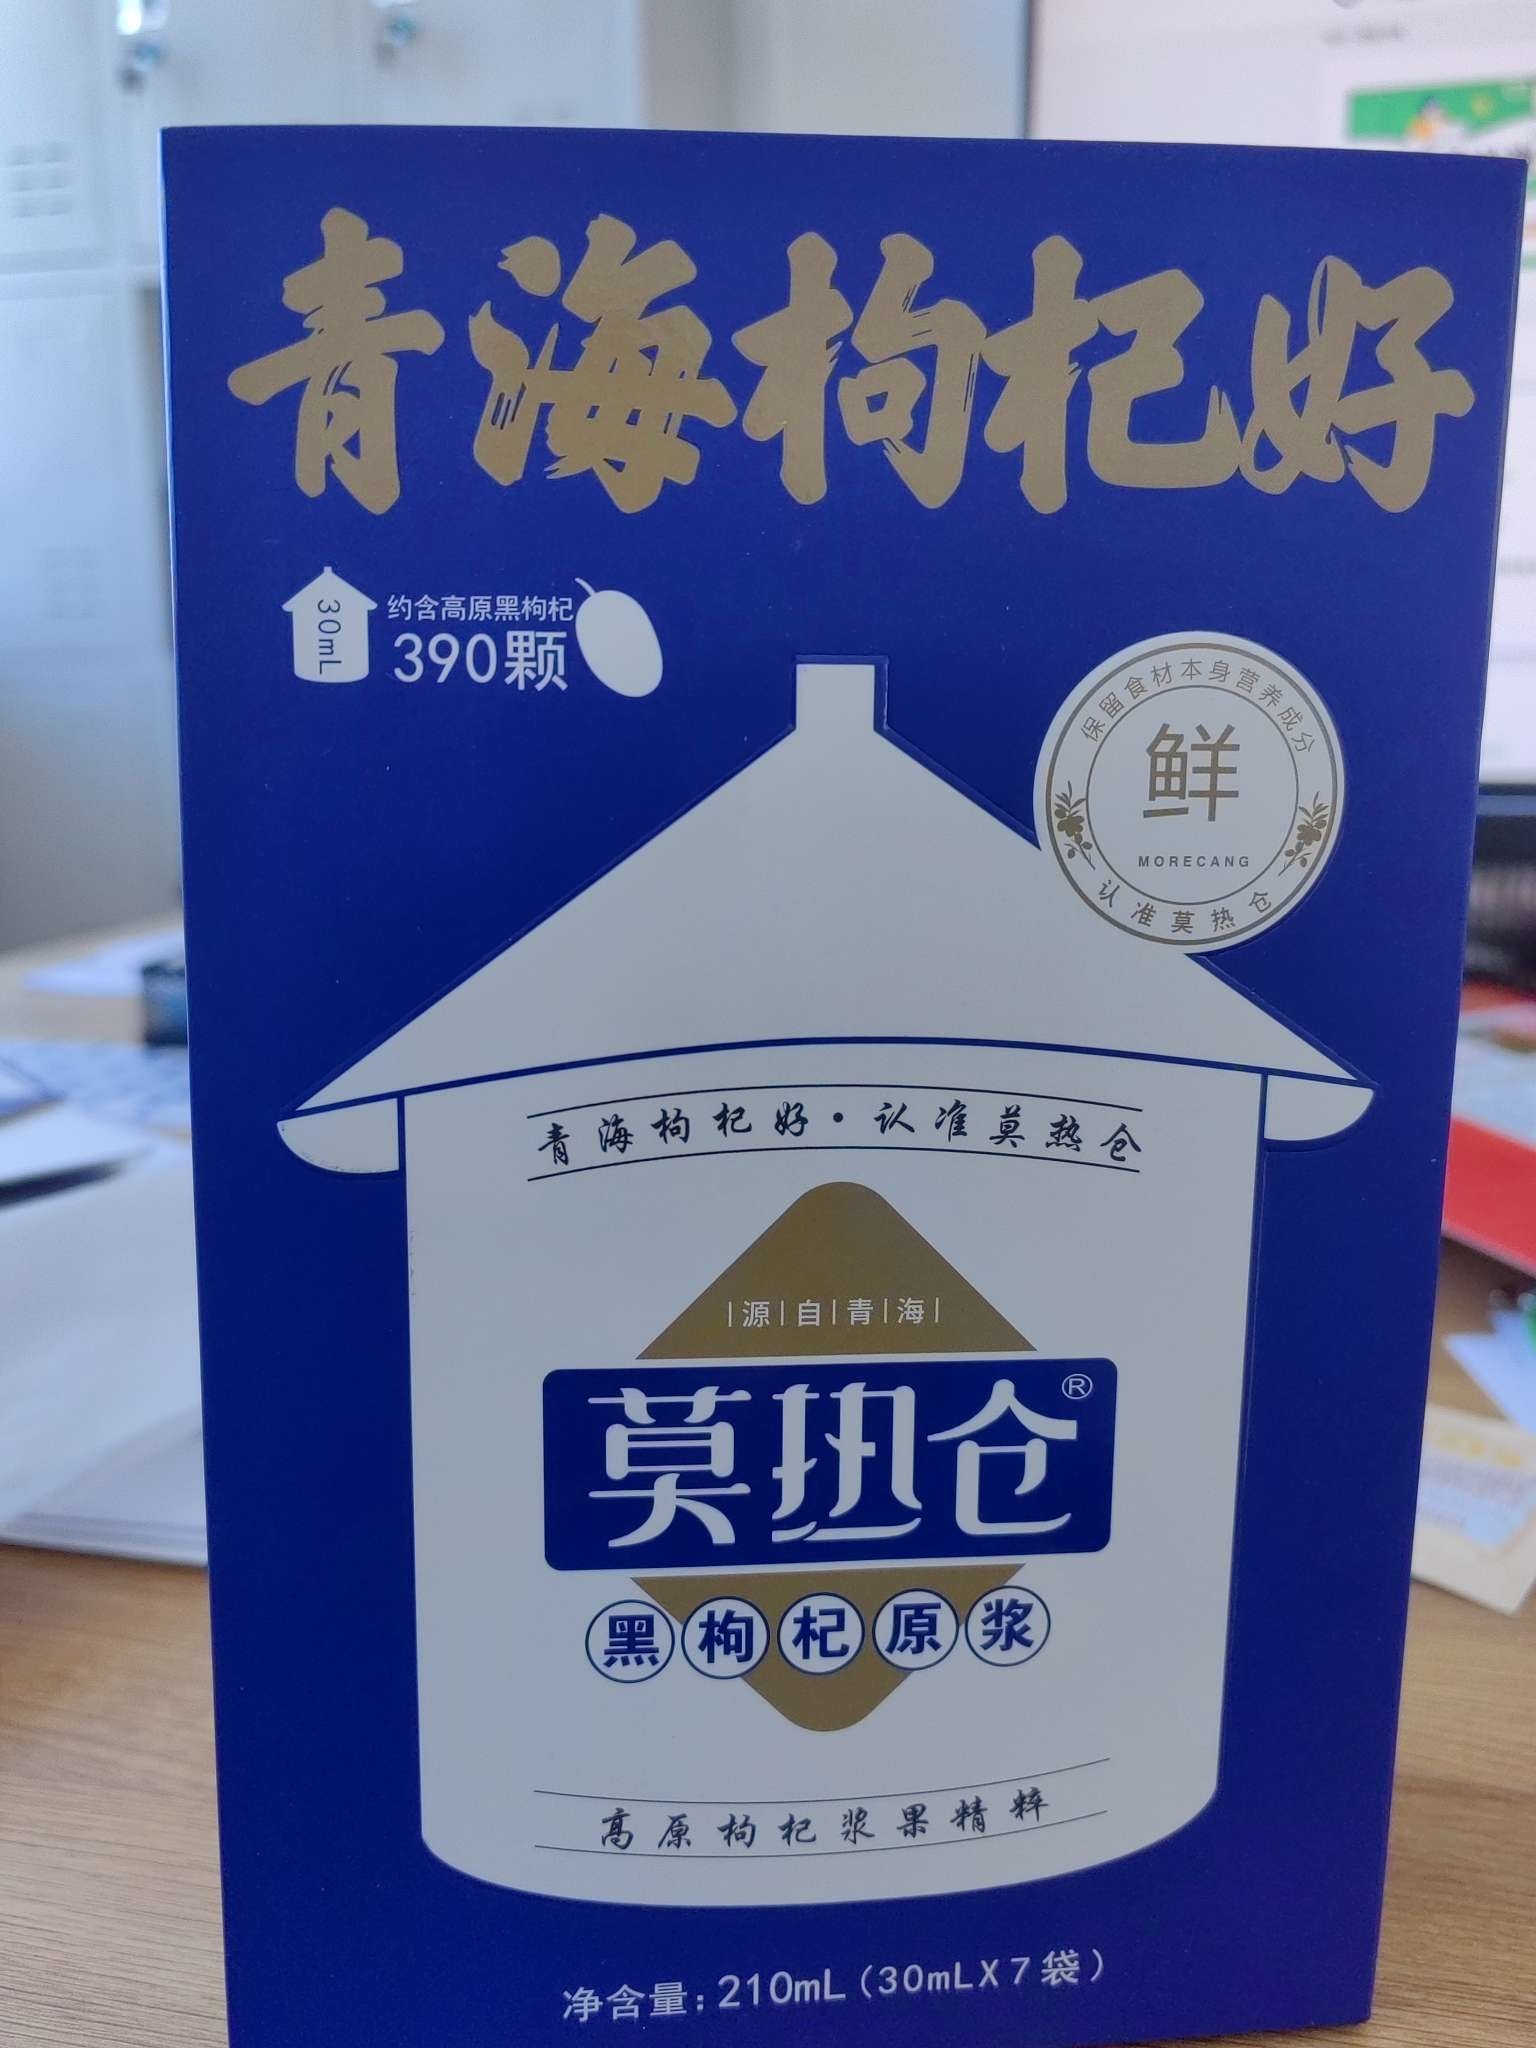 青海枸杞好
30mL
约含高原黑枸杞
390颗
保留食材本身营养成分
鲜
MORECANG
认准莫热仓
青海枸杞好·认准莫热仓
源自青海
莫热仓®
黑枸杞原浆
高原枸杞浆果精粹
净含量:210mL(30mLX7袋)